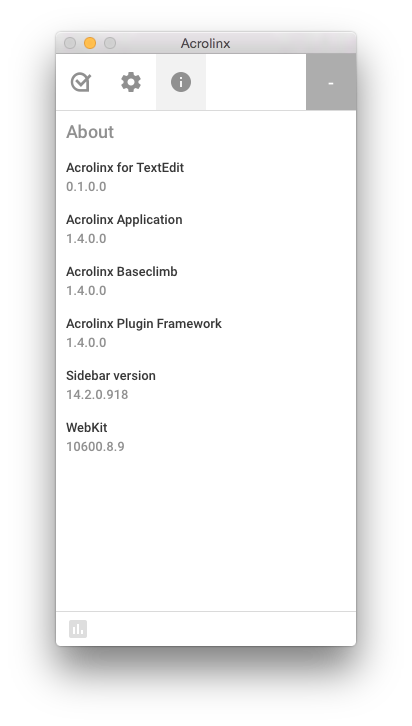 Acrolinx
-
About
Acrolinx for TextEdit
0.1.0.0
Acrolinx Application
1.4.0.0
Acrolinx Baseclimb
1.4.0.0
Acrolinx Plugin Framework
1.4.0.0
Sidebar version
14.2.0.918
WebKit
10600.8.9